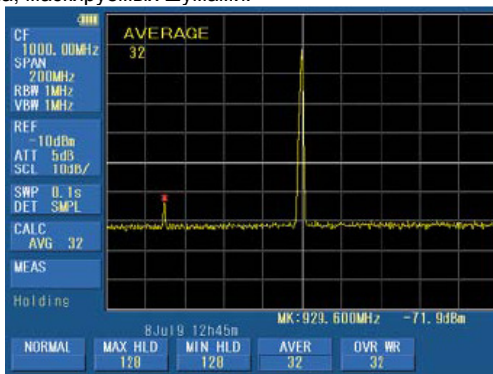 а, маскируемых шумами.
CF
1000.00MHz
SPAN
200MHz
RBW 1MHz
VBW 1MHz
REF
-10dBm
ATT 5dB
SCL 10dB/
SWP 0.1s
DET SMPL
CALC
AVG 32
MEAS
Holding
AVERAGE
32
MK:929.600MHz -71.9dBm
8Jul9 12h45m
NORMAL
MAX HLD
128
MIN HLD
128
AVER
32
OVR WR
32